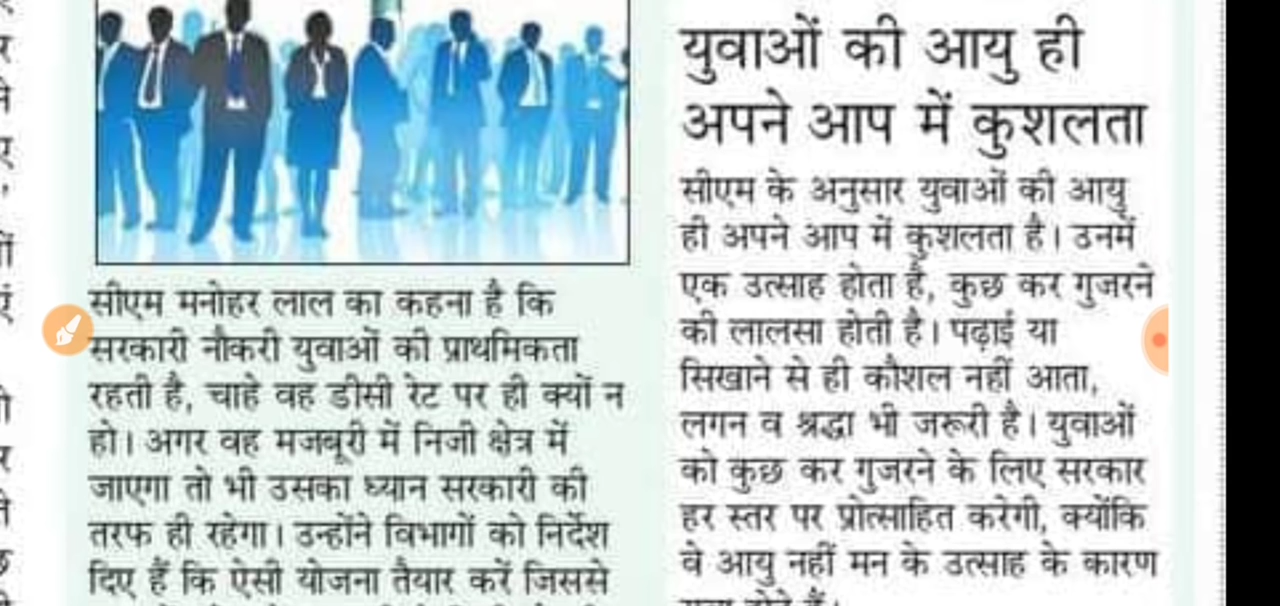 सीएम मनोहर लाल का कहना है कि
सरकारी नौकरी युवाओं की प्राथमिकता
रहती है, चाहे वह डीसी रेट पर ही क्यों न
हो। अगर वह मजबूरी में निजी क्षेत्र में
जाएगा तो भी उसका ध्यान सरकारी की
तरफ ही रहेगा। उन्होंने विभागों को निर्देश
दिए हैं कि ऐसी योजना तैयार करें जिससे
युवाओं की आयु ही
अपने आप में कुशलता
सीएम के अनुसार युवाओं की आयु
ही अपने आप में कुशलता है। उनमें
एक उत्साह होता है, कुछ कर गुजरने
की लालसा होती है। पढ़ाई या
सिखाने से ही कौशल नहीं आता,
लगन व श्रद्धा भी जरूरी है। युवाओं
को कुछ कर गुजरने के लिए सरकार
हर स्तर पर प्रोत्साहित करेगी, क्योंकि
वे आयु नहीं मन के उत्साह के कारण